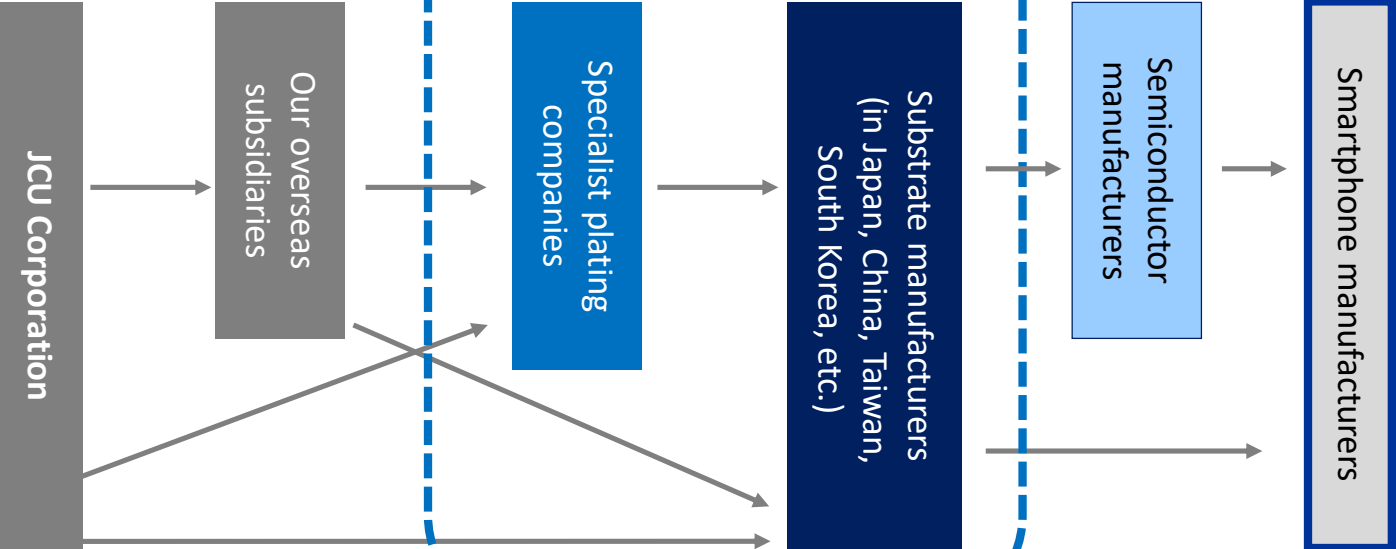 JCU Corporation
Our overseas
subsidiaries
Specialist plating
companies
Substrate manufacturers
(in Japan, China, Taiwan,
South Korea, etc.)
Semiconductor
manufacturers
Smartphone manufacturers